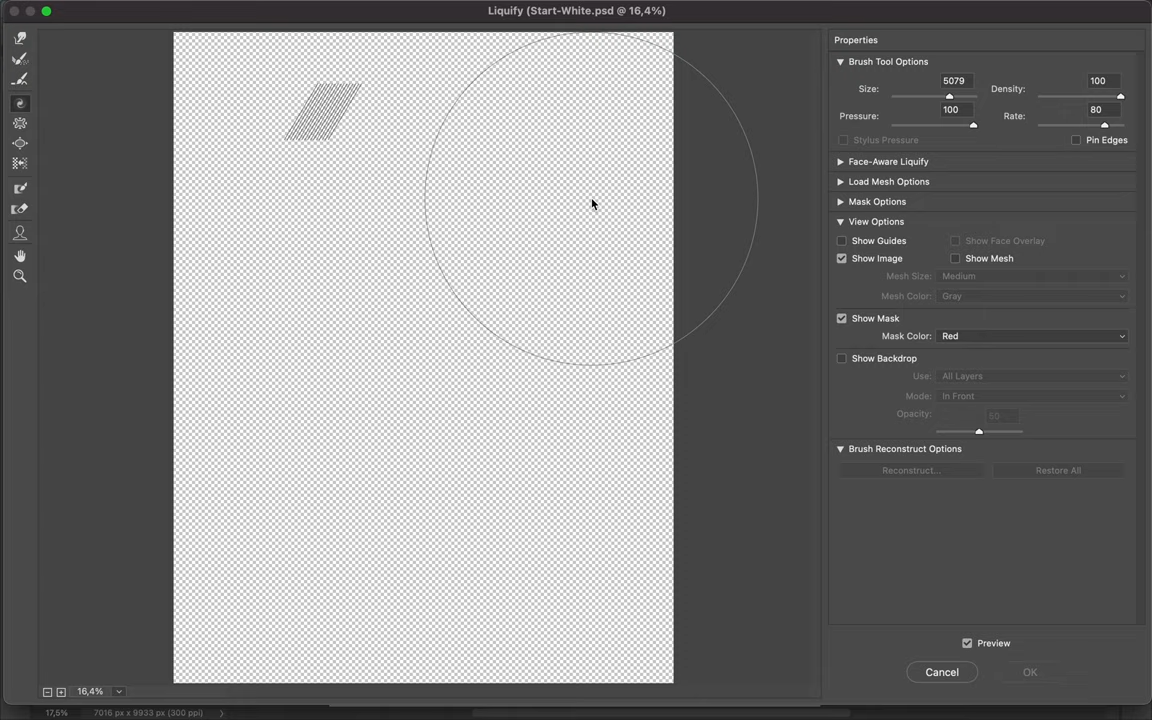 Liquify (Start-White.psd @ 16,4%)
Properties
Brush Tool Options
Size: 5079 Density: 100
Pressure: 100 Rate: 80
Stylus Pressure Pin Edges
Face-Aware Liquify
Load Mesh Options
Mask Options
View Options
Show Guides Show Face Overlay
Show Image Show Mesh
Mesh Size: Medium
Mesh Color: Gray
Show Mask
Mask Color: Red
Show Backdrop
Use: All Layers
Mode: In Front
Opacity: 50
Brush Reconstruct Options
Reconstruct... Restore All
Preview
Cancel OK
16,4%
17,5% 7016 px x 9933 px (300 ppi)